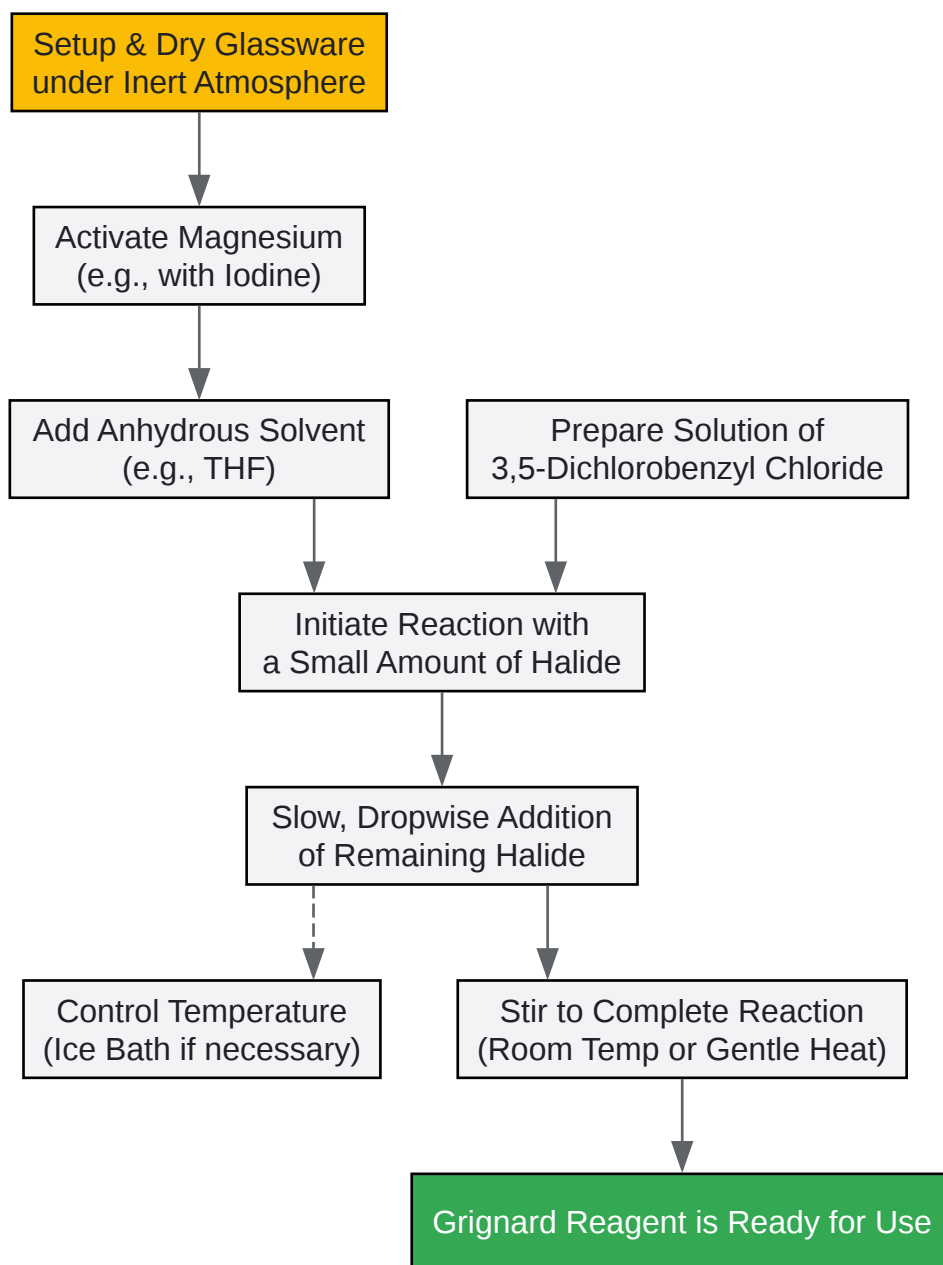 Setup & Dry Glassware
under Inert Atmosphere
Activate Magnesium
(e.g., with Iodine)
Add Anhydrous Solvent
(e.g., THF)
Prepare Solution of
3,5-Dichlorobenzyl Chloride
Initiate Reaction with
a Small Amount of Halide
Slow, Dropwise Addition
of Remaining Halide
Control Temperature
(Ice Bath if necessary)
Stir to Complete Reaction
(Room Temp or Gentle Heat)
Grignard Reagent is Ready for Use